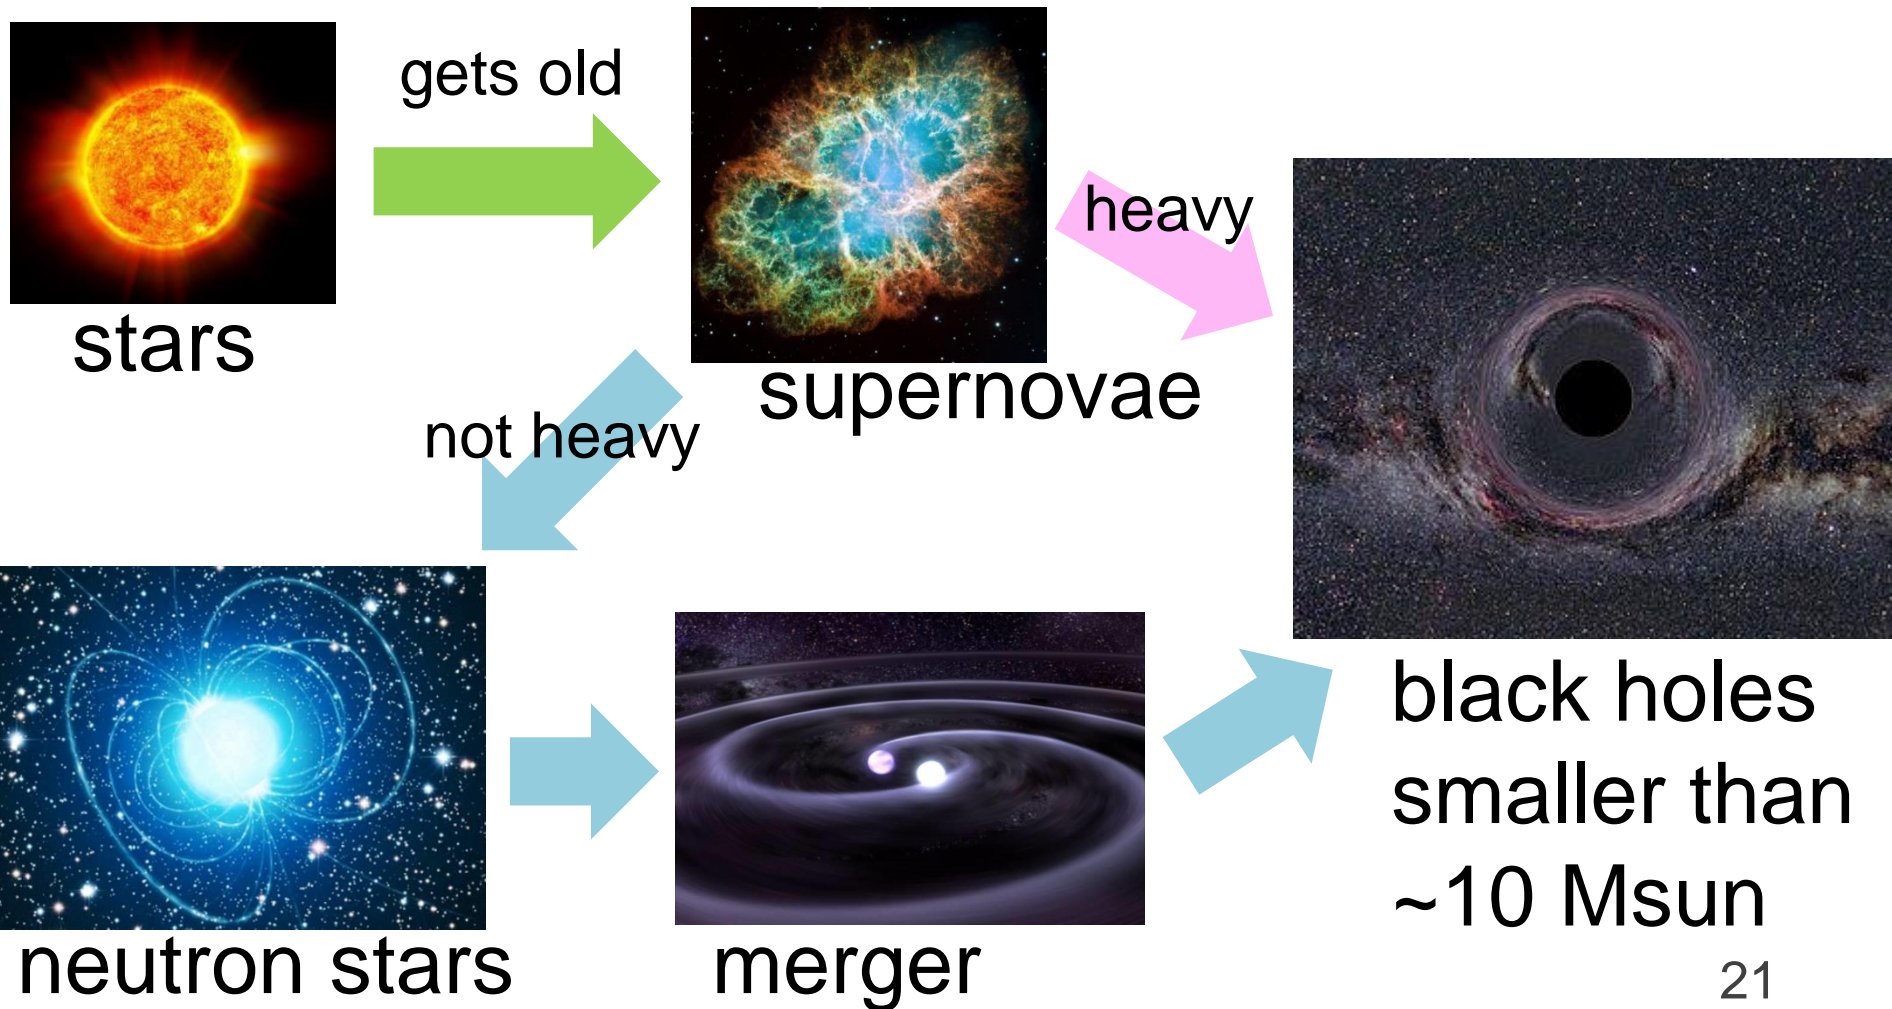 gets old
stars
supernovae
heavy
not heavy
neutron stars
merger
black holes
smaller than
~10 Msun
21